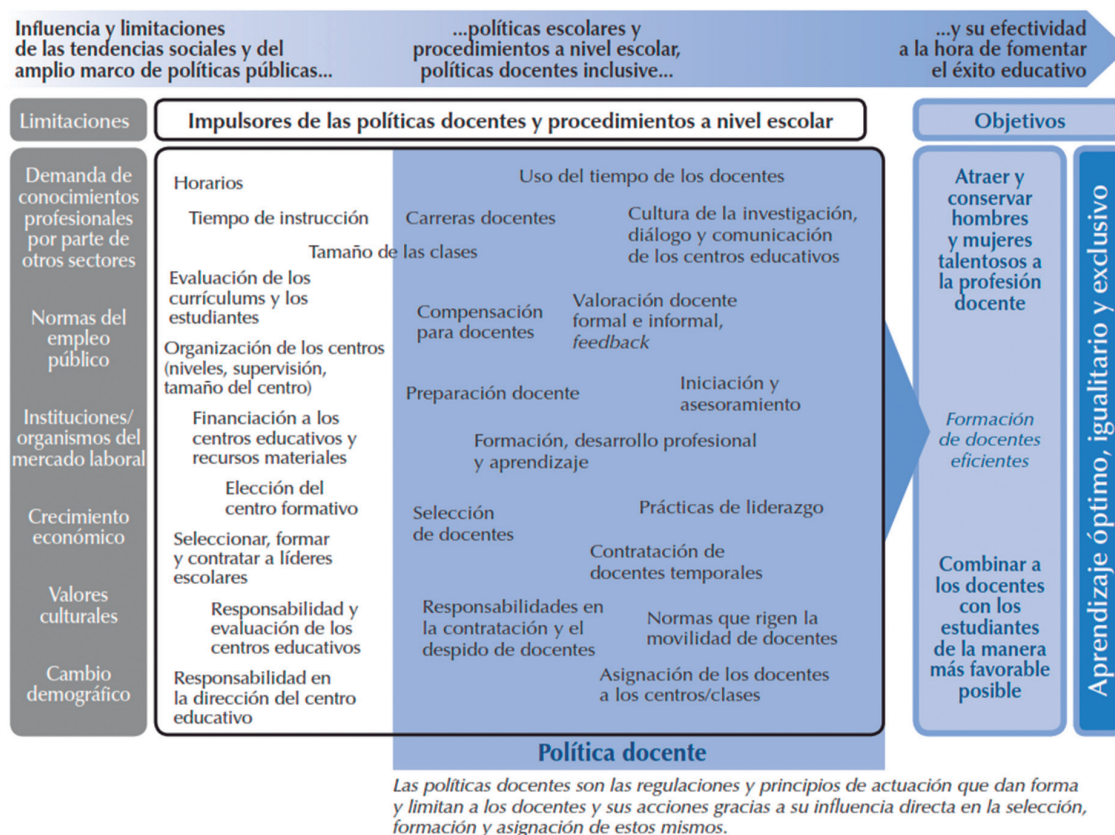 Influencia y limitaciones
de las tendencias sociales y del
amplio marco de políticas públicas...
...políticas escolares y
procedimientos a nivel escolar,
políticas docentes inclusive...
...y su efectividad
a la hora de fomentar
el éxito educativo
Limitaciones
Impulsores de las políticas docentes y procedimientos a nivel escolar
Objetivos
Demanda de
conocimientos
profesionales
por parte de
otros sectores
Normas del
empleo
público
Instituciones/
organismos del
mercado laboral
Crecimiento
económico
Valores
culturales
Cambio
demográfico
Horarios
Tiempo de instrucción
Tamaño de las clases
Evaluación de los
currículums y los
estudiantes
Organización de los centros
(niveles, supervisión,
tamaño del centro)
Financiación a los
centros educativos y
recursos materiales
Elección del
centro formativo
Seleccionar, formar
y contratar a líderes
escolares
Responsabilidad y
evaluación de los
centros educativos
Responsabilidad en
la dirección del centro
educativo
Uso del tiempo de los docentes
Carreras docentes
Cultura de la investigación,
diálogo y comunicación
de los centros educativos
Compensación
para docentes
Valoración docente
formal e informal,
feedback
Preparación docente
Iniciación y
asesoramiento
Formación, desarrollo profesional
y aprendizaje
Selección
de docentes
Prácticas de liderazgo
Contratación de
docentes temporales
Responsabilidades en
la contratación y el
despido de docentes
Normas que rigen la
movilidad de docentes
Asignación de los docentes
a los centros/clases
Atraer y
conservar
hombres
y mujeres
talentosos a
la profesión
docente
Formación
de docentes
eficientes
Combinar a
los docentes
con los
estudiantes
de la manera
más favorable
posible
Aprendizaje óptimo, igualitario y exclusivo
Política docente
Las políticas docentes son las regulaciones y principios de actuación que dan forma
y limitan a los docentes y sus acciones gracias a su influencia directa en la selección,
formación y asignación de estos mismos.